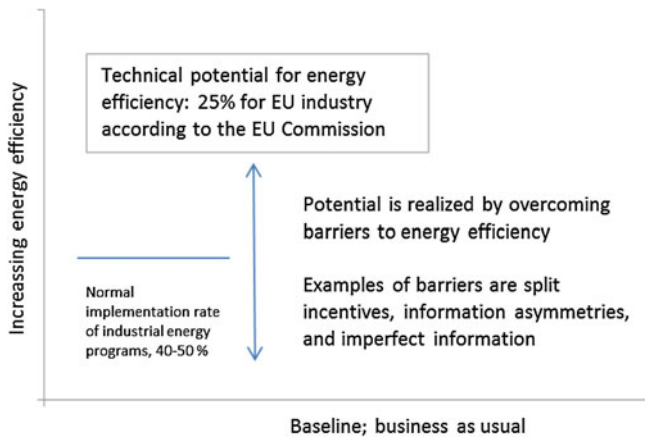 Increassing energy efficiency
Technical potential for energy
efficiency: 25% for EU industry
according to the EU Commission
Potential is realized by overcoming
barriers to energy efficiency
Normal
implementation rate
of industrial energy
programs, 40-50 %
Examples of barriers are split
incentives, information asymmetries,
and imperfect information
Baseline; business as usual